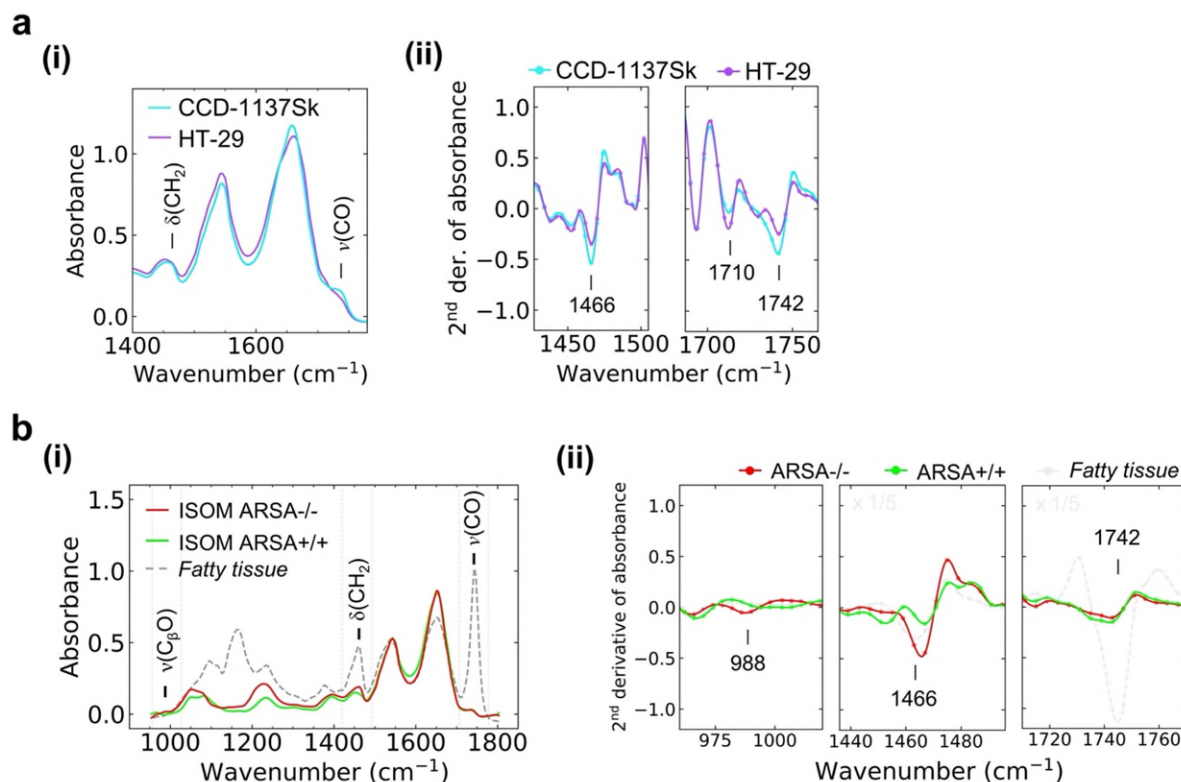 a
(i)
CCD-1137Sk
HT-29
δ(CH₂)
ν(CO)
Absorbance
1.0
0.5
0.0
1400
1600
Wavenumber (cm⁻¹)
(ii)
CCD-1137Sk
HT-29
2ⁿᵈ der. of absorbance
1.0
0.5
0.0
−0.5
−1.0
1466
1710
1742
1450
1500
1700
1750
Wavenumber (cm⁻¹)
b
(i)
ISOM ARSA-/-
ISOM ARSA+/+
Fatty tissue
ν(CᵦO)
δ(CH₂)
ν(CO)
Absorbance
1.5
1.0
0.5
0.0
1000
1200
1400
1600
1800
Wavenumber (cm⁻¹)
(ii)
ARSA-/-
ARSA+/+
Fatty tissue
2ⁿᵈ derivative of absorbance
1.0
0.5
0.0
−0.5
−1.0
x 1/5
x 1/5
988
1466
1742
975
1000
1440
1460
1480
1720
1740
1760
Wavenumber (cm⁻¹)